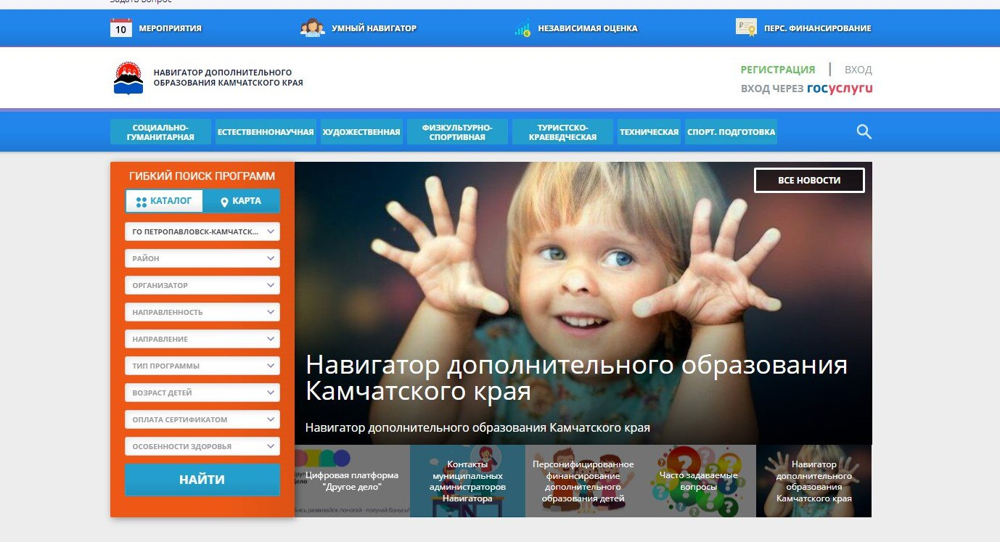 Задать вопрос
10
МЕРОПРИЯТИЯ
УМНЫЙ НАВИГАТОР
НЕЗАВИСИМАЯ ОЦЕНКА
ПЕРС. ФИНАНСИРОВАНИЕ
НАВИГАТОР ДОПОЛНИТЕЛЬНОГО
ОБРАЗОВАНИЯ КАМЧАТСКОГО КРАЯ
РЕГИСТРАЦИЯ | ВХОД
ВХОД ЧЕРЕЗ госуслуги
СОЦИАЛЬНО-
ГУМАНИТАРНАЯ
ЕСТЕСТВЕННОНАУЧНАЯ
ХУДОЖЕСТВЕННАЯ
ФИЗКУЛЬТУРНО-
СПОРТИВНАЯ
ТУРИСТСКО-
КРАЕВЕДЧЕСКАЯ
ТЕХНИЧЕСКАЯ
СПОРТ. ПОДГОТОВКА
ГИБКИЙ ПОИСК ПРОГРАММ
КАТАЛОГ
КАРТА
ГО ПЕТРОПАВЛОВСК-КАМЧАТСК...
РАЙОН
ОРГАНИЗАТОР
НАПРАВЛЕННОСТЬ
НАПРАВЛЕНИЕ
ТИП ПРОГРАММЫ
ВОЗРАСТ ДЕТЕЙ
ОПЛАТА СЕРТИФИКАТОМ
ОСОБЕННОСТИ ЗДОРОВЬЯ
НАЙТИ
ВСЕ НОВОСТИ
Навигатор дополнительного образования
Камчатского края
Навигатор дополнительного образования Камчатского края
Цифровая платформа
"Другое дело"
развивайся, помогай - получай бонусы!
Контакты
муниципальных
администраторов
Навигатора
Персонифицированное
финансирование
дополнительного
образования детей
Часто задаваемые
вопросы
Навигатор
дополнительного
образования
Камчатского края